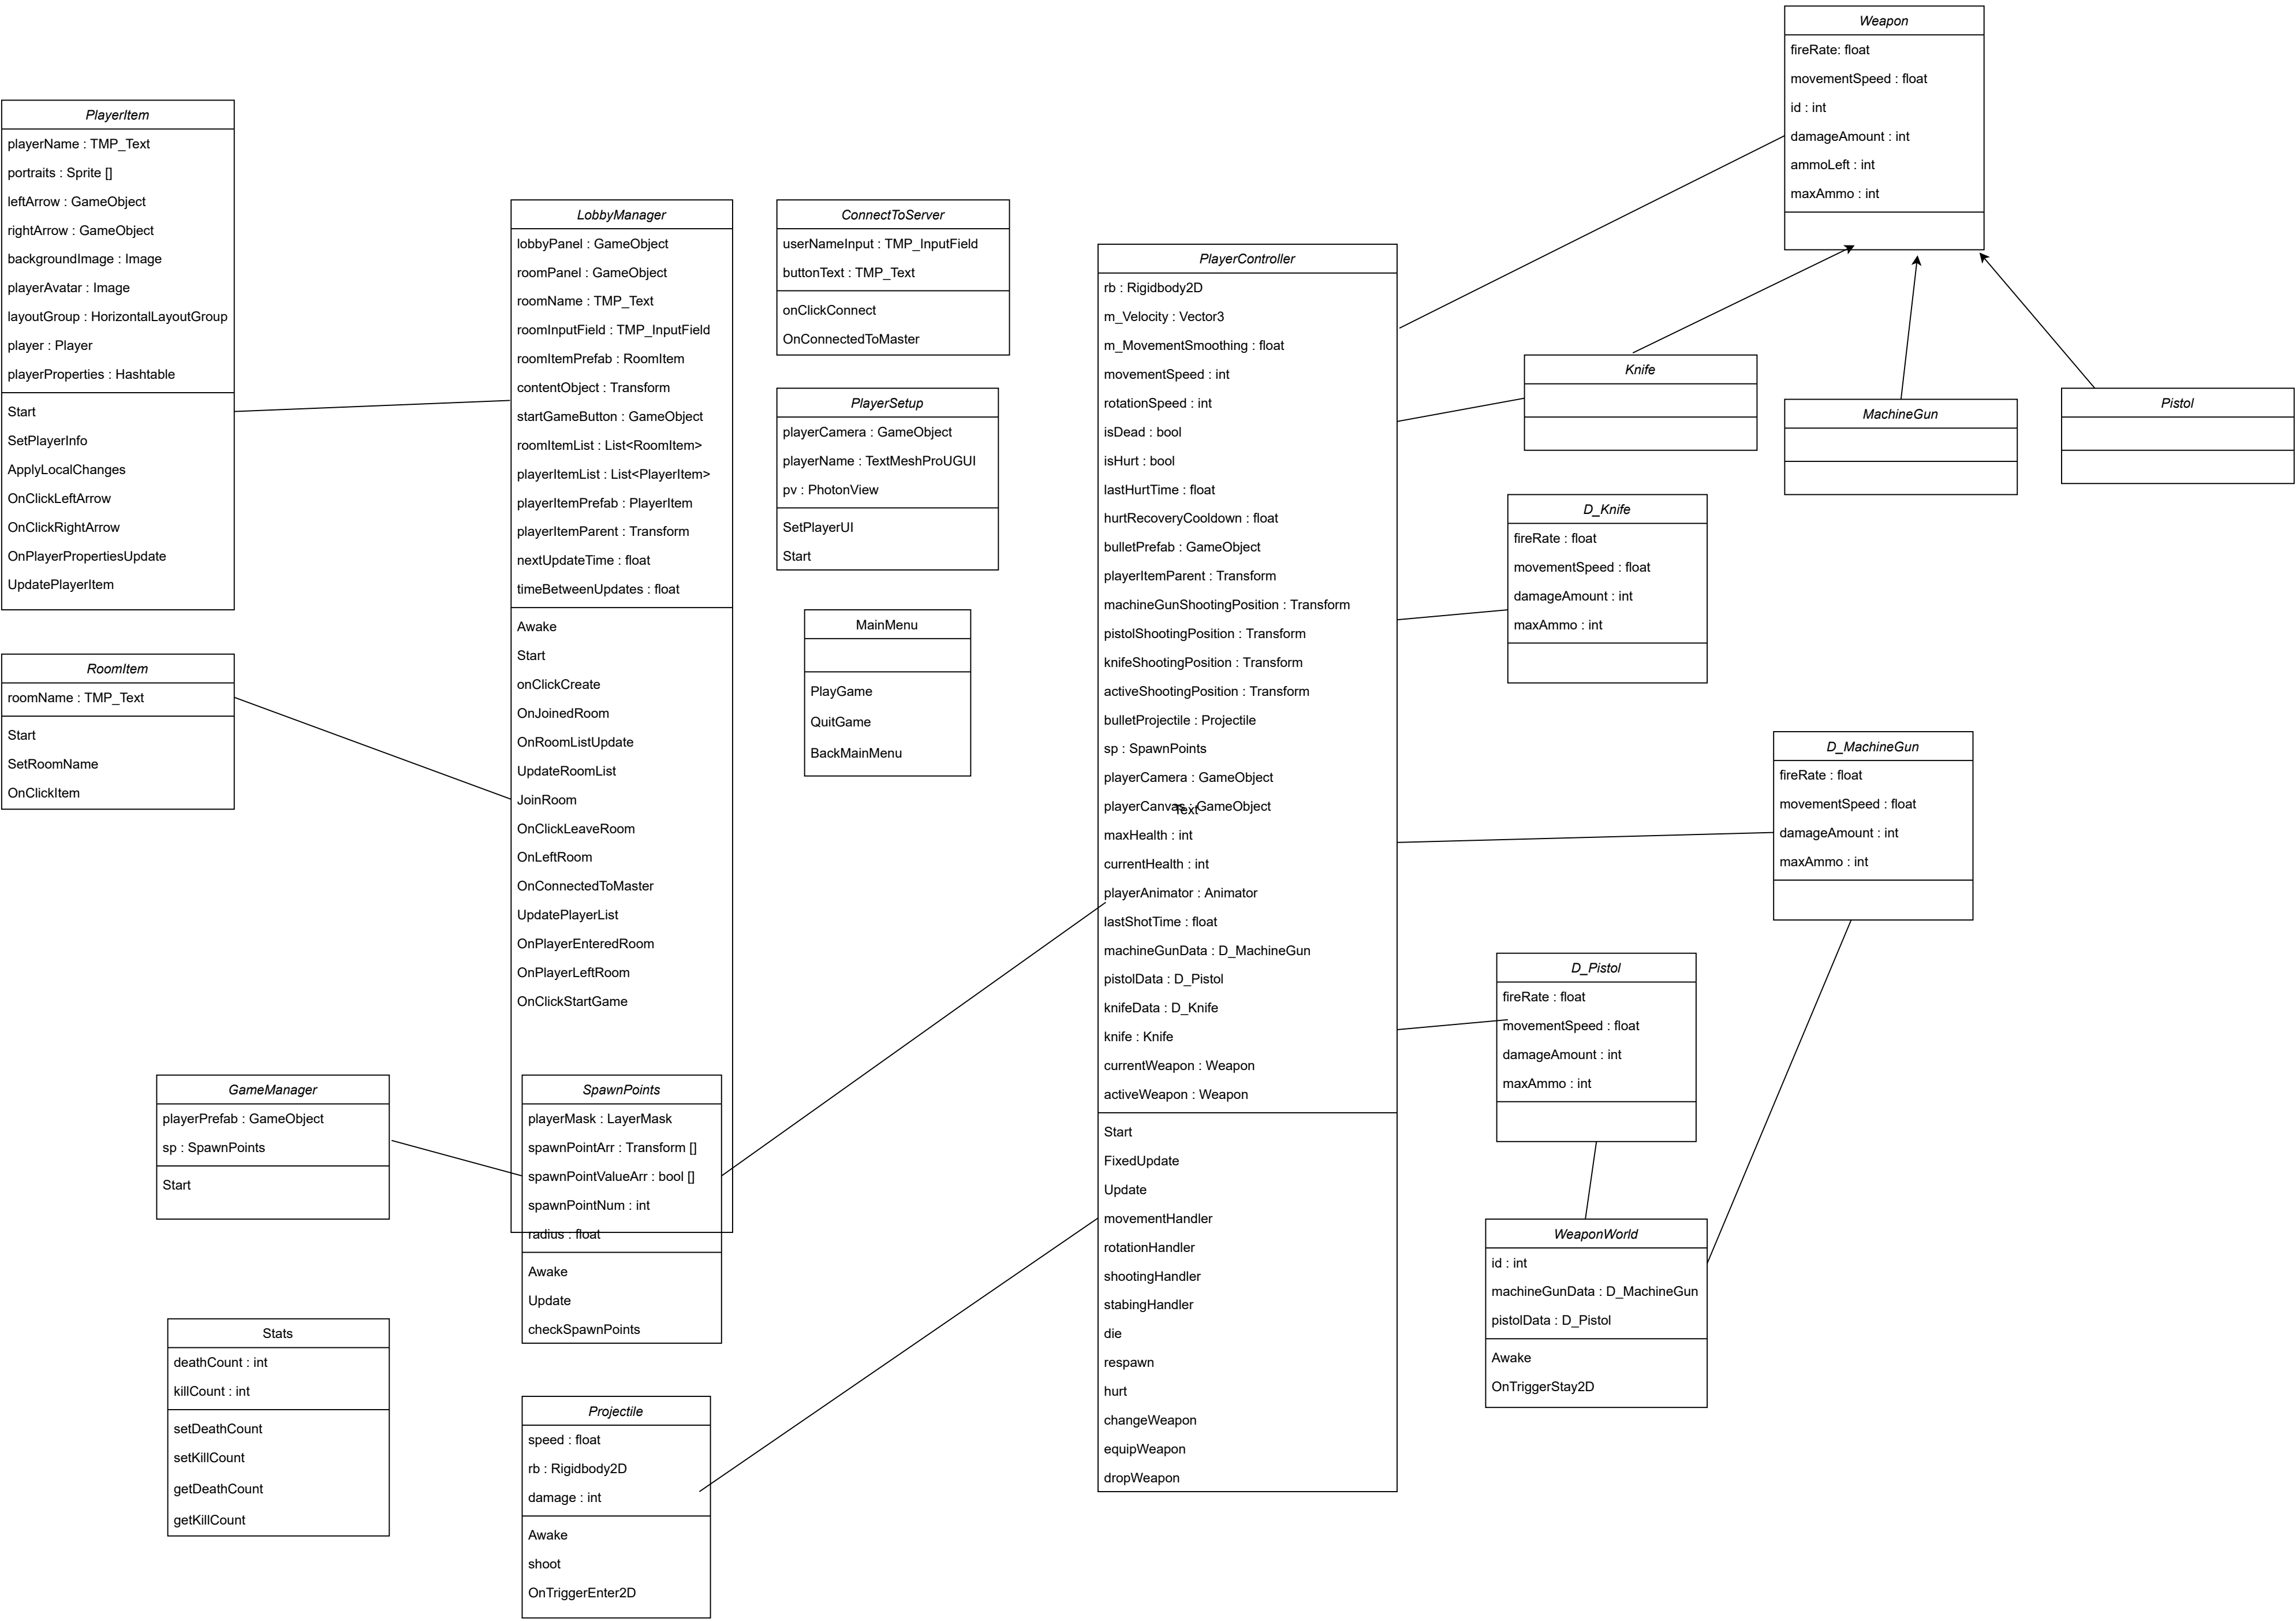 Weapon
fireRate: float
movementSpeed : float
id : int
damageAmount : int
ammoLeft : int
maxAmmo : int
PlayerItem
playerName : TMP_Text
portraits : Sprite []
leftArrow : GameObject
rightArrow : GameObject
backgroundImage : Image
playerAvatar : Image
layoutGroup : HorizontalLayoutGroup
player : Player
playerProperties : Hashtable
Start
SetPlayerInfo
ApplyLocalChanges
OnClickLeftArrow
OnClickRightArrow
OnPlayerPropertiesUpdate
UpdatePlayerItem
LobbyManager
lobbyPanel : GameObject
roomPanel : GameObject
roomName : TMP_Text
roomInputField : TMP_InputField
roomItemPrefab : RoomItem
contentObject : Transform
startGameButton : GameObject
roomItemList : List<RoomItem>
playerItemList : List<PlayerItem>
playerItemPrefab : PlayerItem
playerItemParent : Transform
nextUpdateTime : float
timeBetweenUpdates : float
Awake
Start
onClickCreate
OnJoinedRoom
OnRoomListUpdate
UpdateRoomList
JoinRoom
OnClickLeaveRoom
OnLeftRoom
OnConnectedToMaster
UpdatePlayerList
OnPlayerEnteredRoom
OnPlayerLeftRoom
OnClickStartGame
ConnectToServer
userNameInput : TMP_InputField
buttonText : TMP_Text
onClickConnect
OnConnectedToMaster
PlayerSetup
playerCamera : GameObject
playerName : TextMeshProUGUI
pv : PhotonView
SetPlayerUI
Start
MainMenu
PlayGame
QuitGame
BackMainMenu
RoomItem
roomName : TMP_Text
Start
SetRoomName
OnClickItem
PlayerController
rb : Rigidbody2D
m_Velocity : Vector3
m_MovementSmoothing : float
movementSpeed : int
rotationSpeed : int
isDead : bool
isHurt : bool
lastHurtTime : float
hurtRecoveryCooldown : float
bulletPrefab : GameObject
playerItemParent : Transform
machineGunShootingPosition : Transform
pistolShootingPosition : Transform
knifeShootingPosition : Transform
activeShootingPosition : Transform
bulletProjectile : Projectile
sp : SpawnPoints
playerCamera : GameObject
playerCanvas : GameObject
Text
maxHealth : int
currentHealth : int
playerAnimator : Animator
lastShotTime : float
machineGunData : D_MachineGun
pistolData : D_Pistol
knifeData : D_Knife
knife : Knife
currentWeapon : Weapon
activeWeapon : Weapon
Start
FixedUpdate
Update
movementHandler
rotationHandler
shootingHandler
stabingHandler
die
respawn
hurt
changeWeapon
equipWeapon
dropWeapon
Knife
MachineGun
Pistol
D_Knife
fireRate : float
movementSpeed : float
damageAmount : int
maxAmmo : int
D_MachineGun
fireRate : float
movementSpeed : float
damageAmount : int
maxAmmo : int
D_Pistol
fireRate : float
movementSpeed : float
damageAmount : int
maxAmmo : int
WeaponWorld
id : int
machineGunData : D_MachineGun
pistolData : D_Pistol
Awake
OnTriggerStay2D
GameManager
playerPrefab : GameObject
sp : SpawnPoints
Start
SpawnPoints
playerMask : LayerMask
spawnPointArr : Transform []
spawnPointValueArr : bool []
spawnPointNum : int
radius : float
Awake
Update
checkSpawnPoints
Stats
deathCount : int
killCount : int
setDeathCount
setKillCount
getDeathCount
getKillCount
Projectile
speed : float
rb : Rigidbody2D
damage : int
Awake
shoot
OnTriggerEnter2D